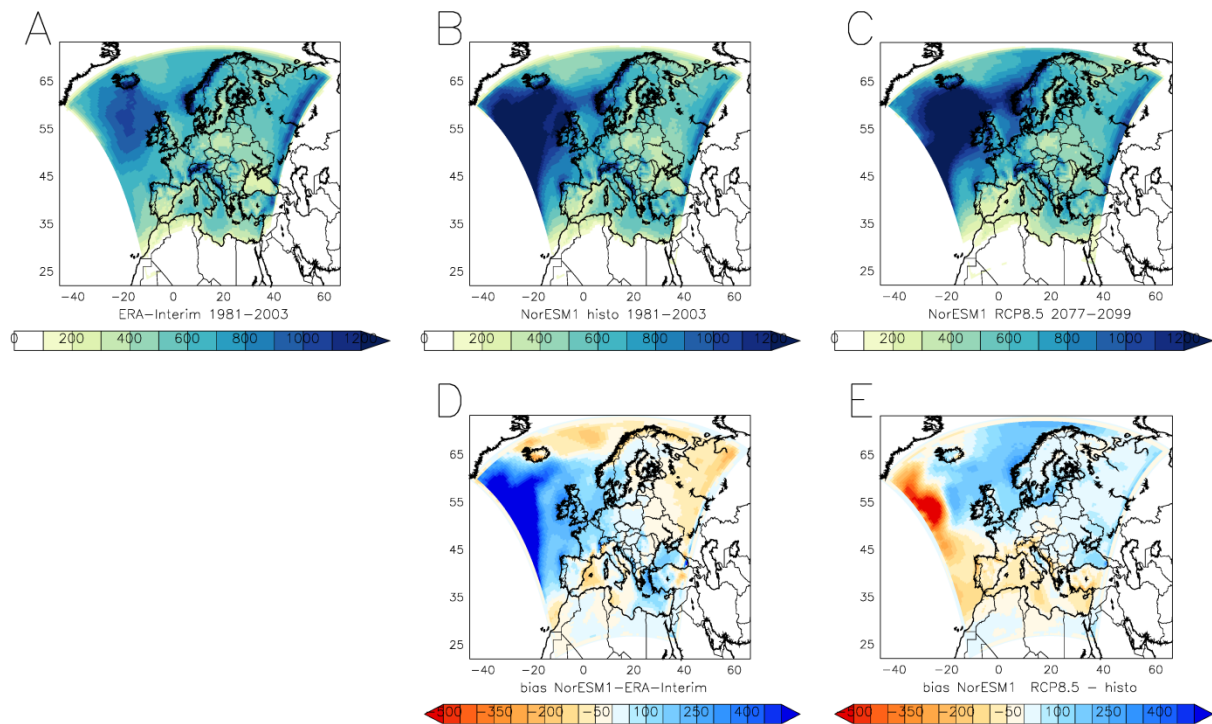 A
B
C
65
55
45
35
25
65
55
45
35
25
65
55
45
35
25
-40 -20 0 20 40 60
-40 -20 0 20 40 60
-40 -20 0 20 40 60
ERA-Interim 1981-2003
NorESM1 histo 1981-2003
NorESM1 RCP8.5 2077-2099
200 400 600 800 1000 1200
200 400 600 800 1000 1200
200 400 600 800 1000 1200
D
E
65
55
45
35
25
65
55
45
35
25
-40 -20 0 20 40 60
-40 -20 0 20 40 60
bias NorESM1-ERA-Interim
bias NorESM1 RCP8.5 - histo
-500 -350 -200 -50 100 250 400
-500 -350 -200 -50 100 250 400